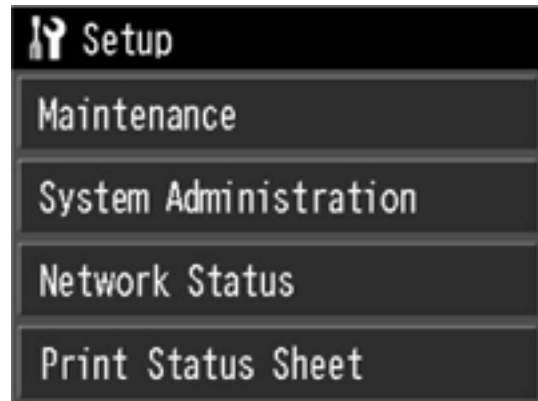 Setup
Maintenance
System Administration
Network Status
Print Status Sheet